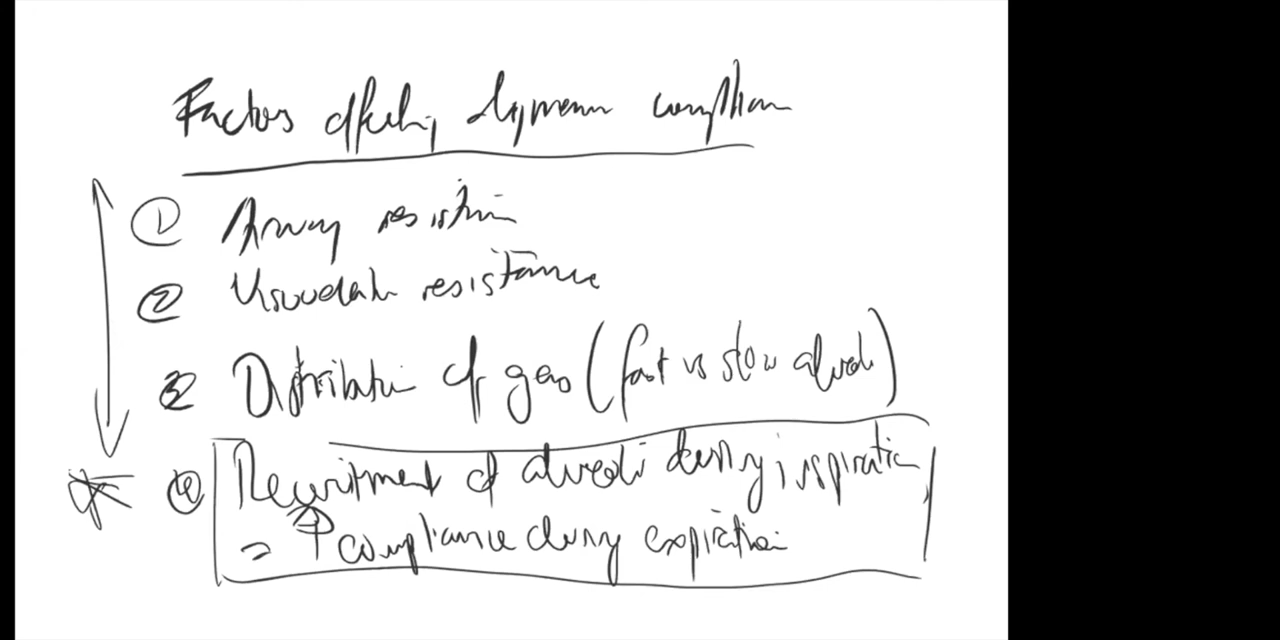 Factors affecting dynamic compliance
① Airway resistance
② resistance
③ Distribution of gas (fast vs slow alveoli)
④ Recruitment of alveoli during inspiration
= ↑ compliance during expiration